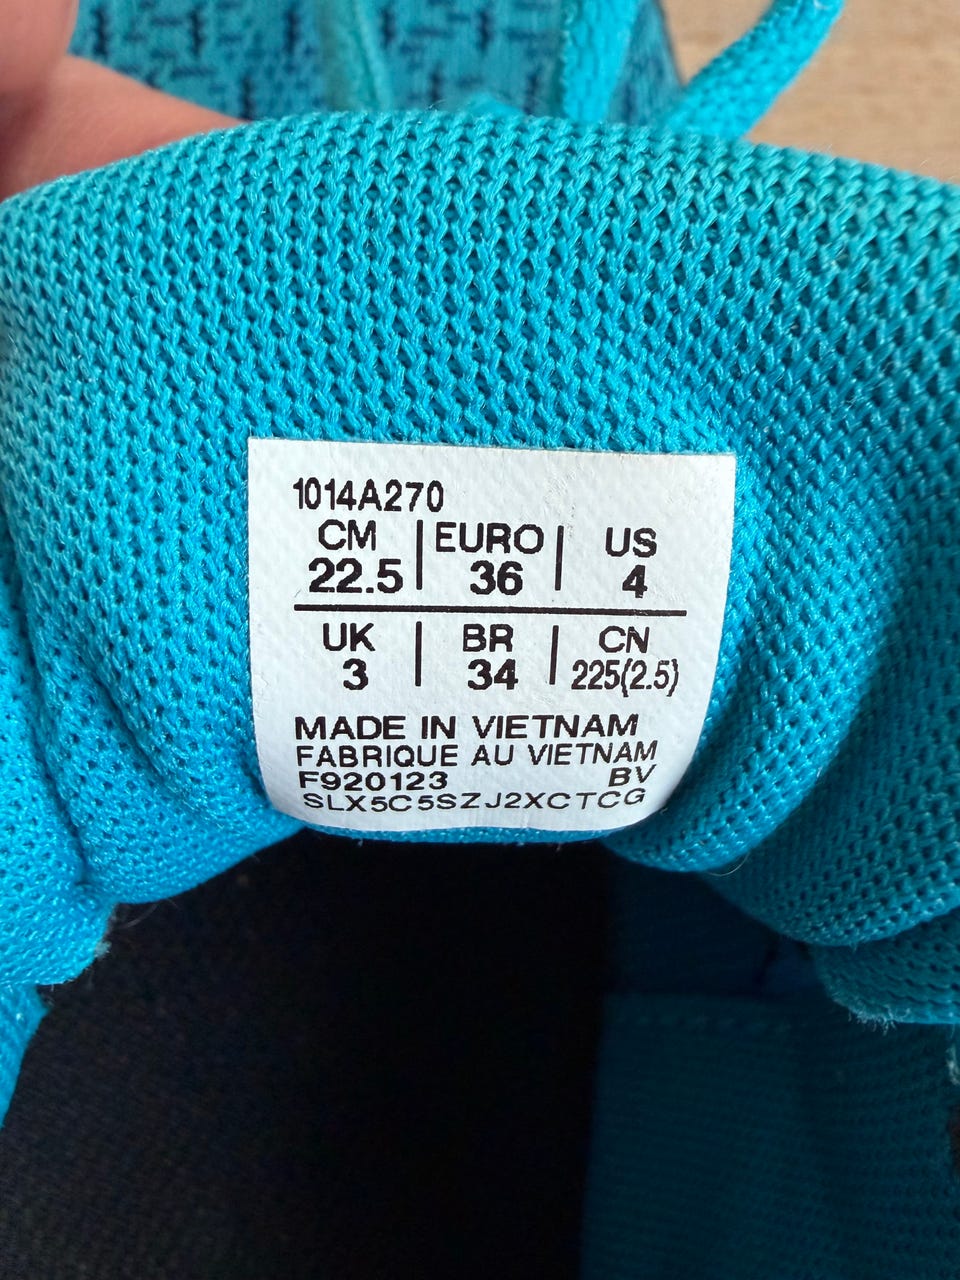 1014A270
CM | EURO | US
22.5 | 36 | 4
UK | BR | CN
3 | 34 | 225(2.5)
MADE IN VIETNAM
FABRIQUE AU VIETNAM
F920123 BV
SLX5C5SZJ2XCTCG